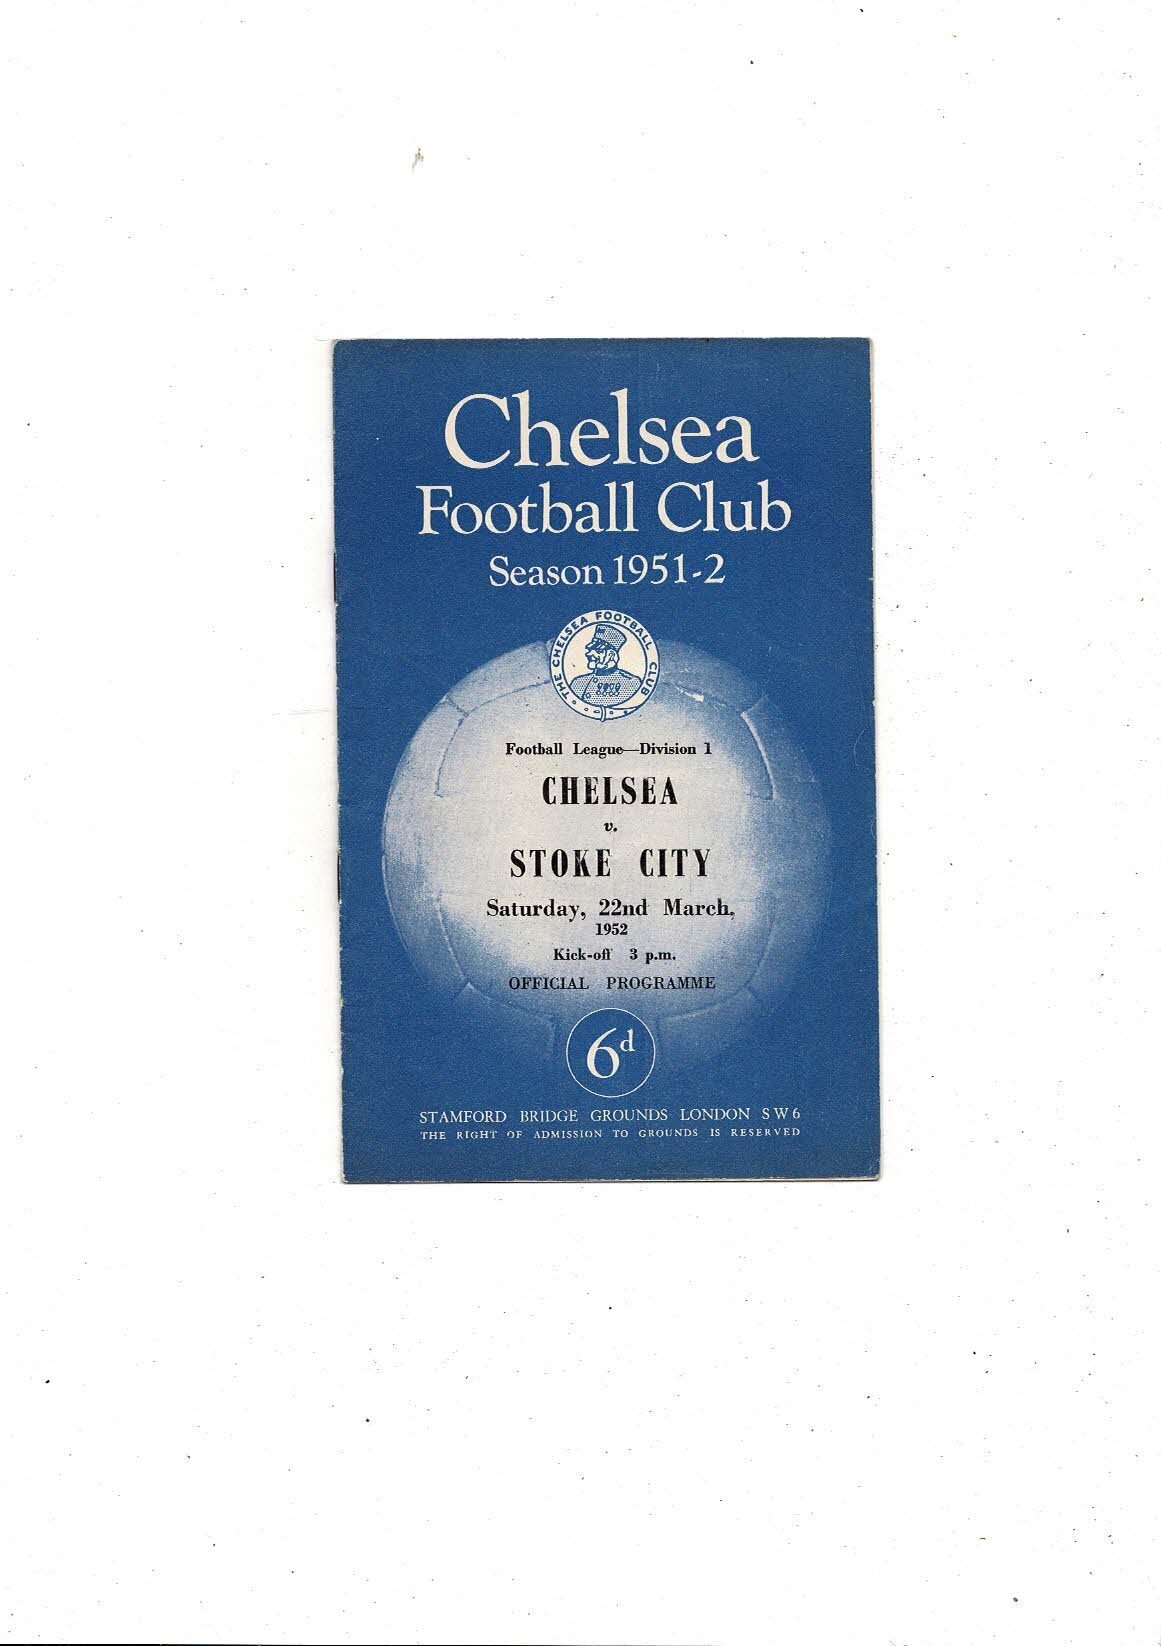 Chelsea
Football Club
Season 1951-2
THE CHELSEA FOOTBALL CLUB
Football League—Division 1
CHELSEA
v.
STOKE CITY
Saturday, 22nd March,
1952
Kick-off 3 p.m.
OFFICIAL PROGRAMME
6d
STAMFORD BRIDGE GROUNDS LONDON SW6
THE RIGHT OF ADMISSION TO GROUNDS IS RESERVED